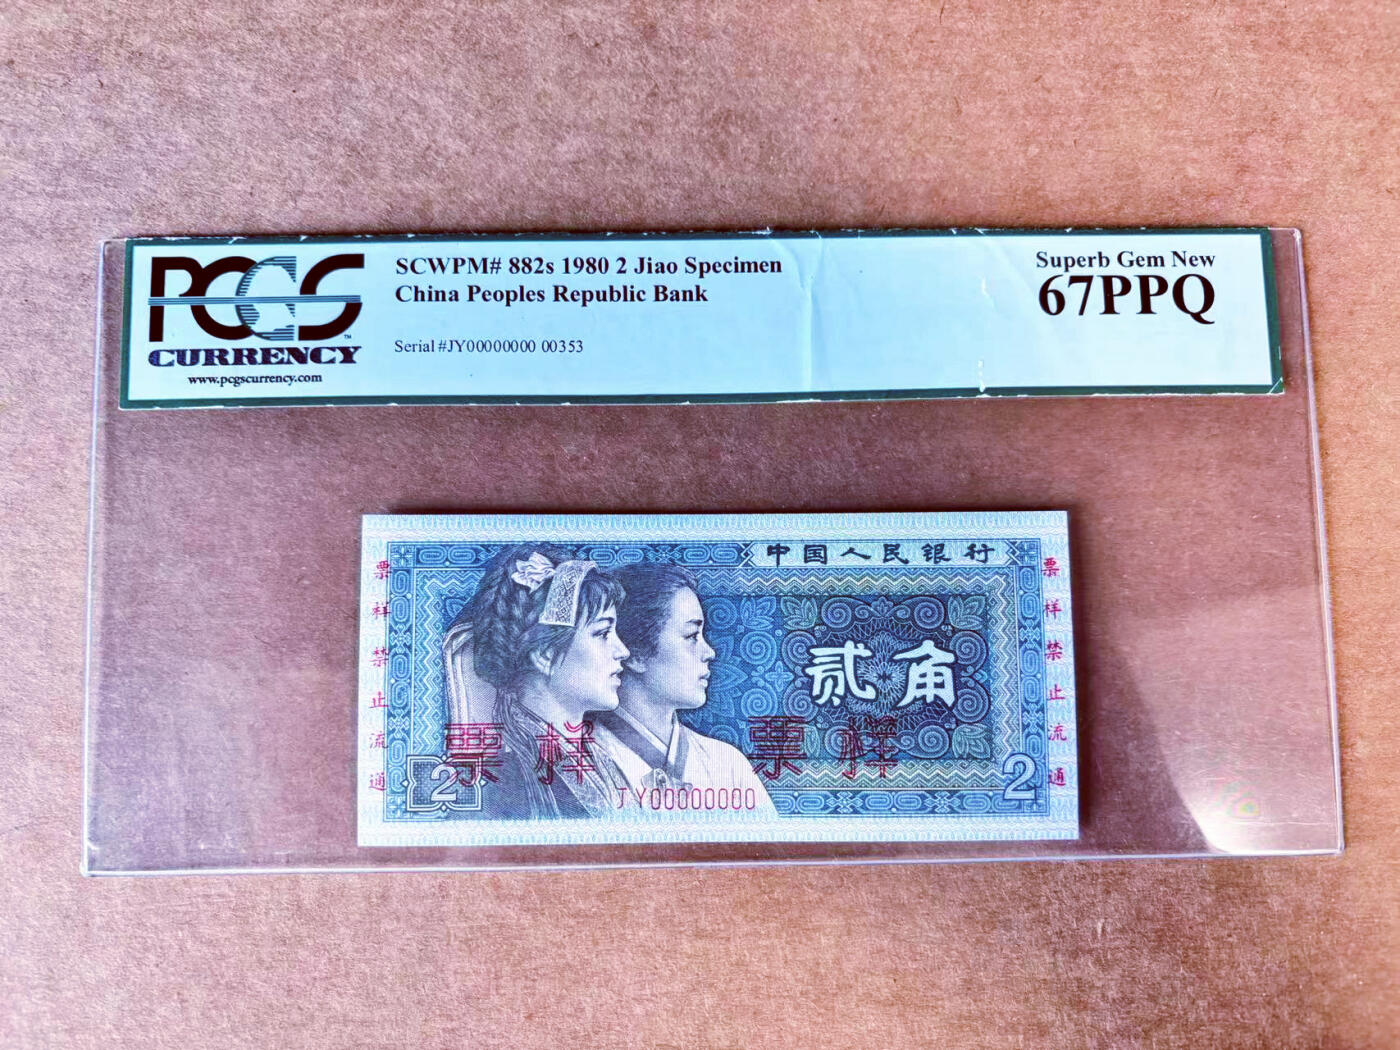 PCGS
™
CURRENCY
www.pcgscurrency.com
SCWPM# 882s 1980 2 Jiao Specimen
China Peoples Republic Bank
Serial #JY00000000 00353
Superb Gem New
67PPQ
中国人民银行
票样禁止流通
票样禁止流通
贰角
票样
票样
2
JY00000000
2